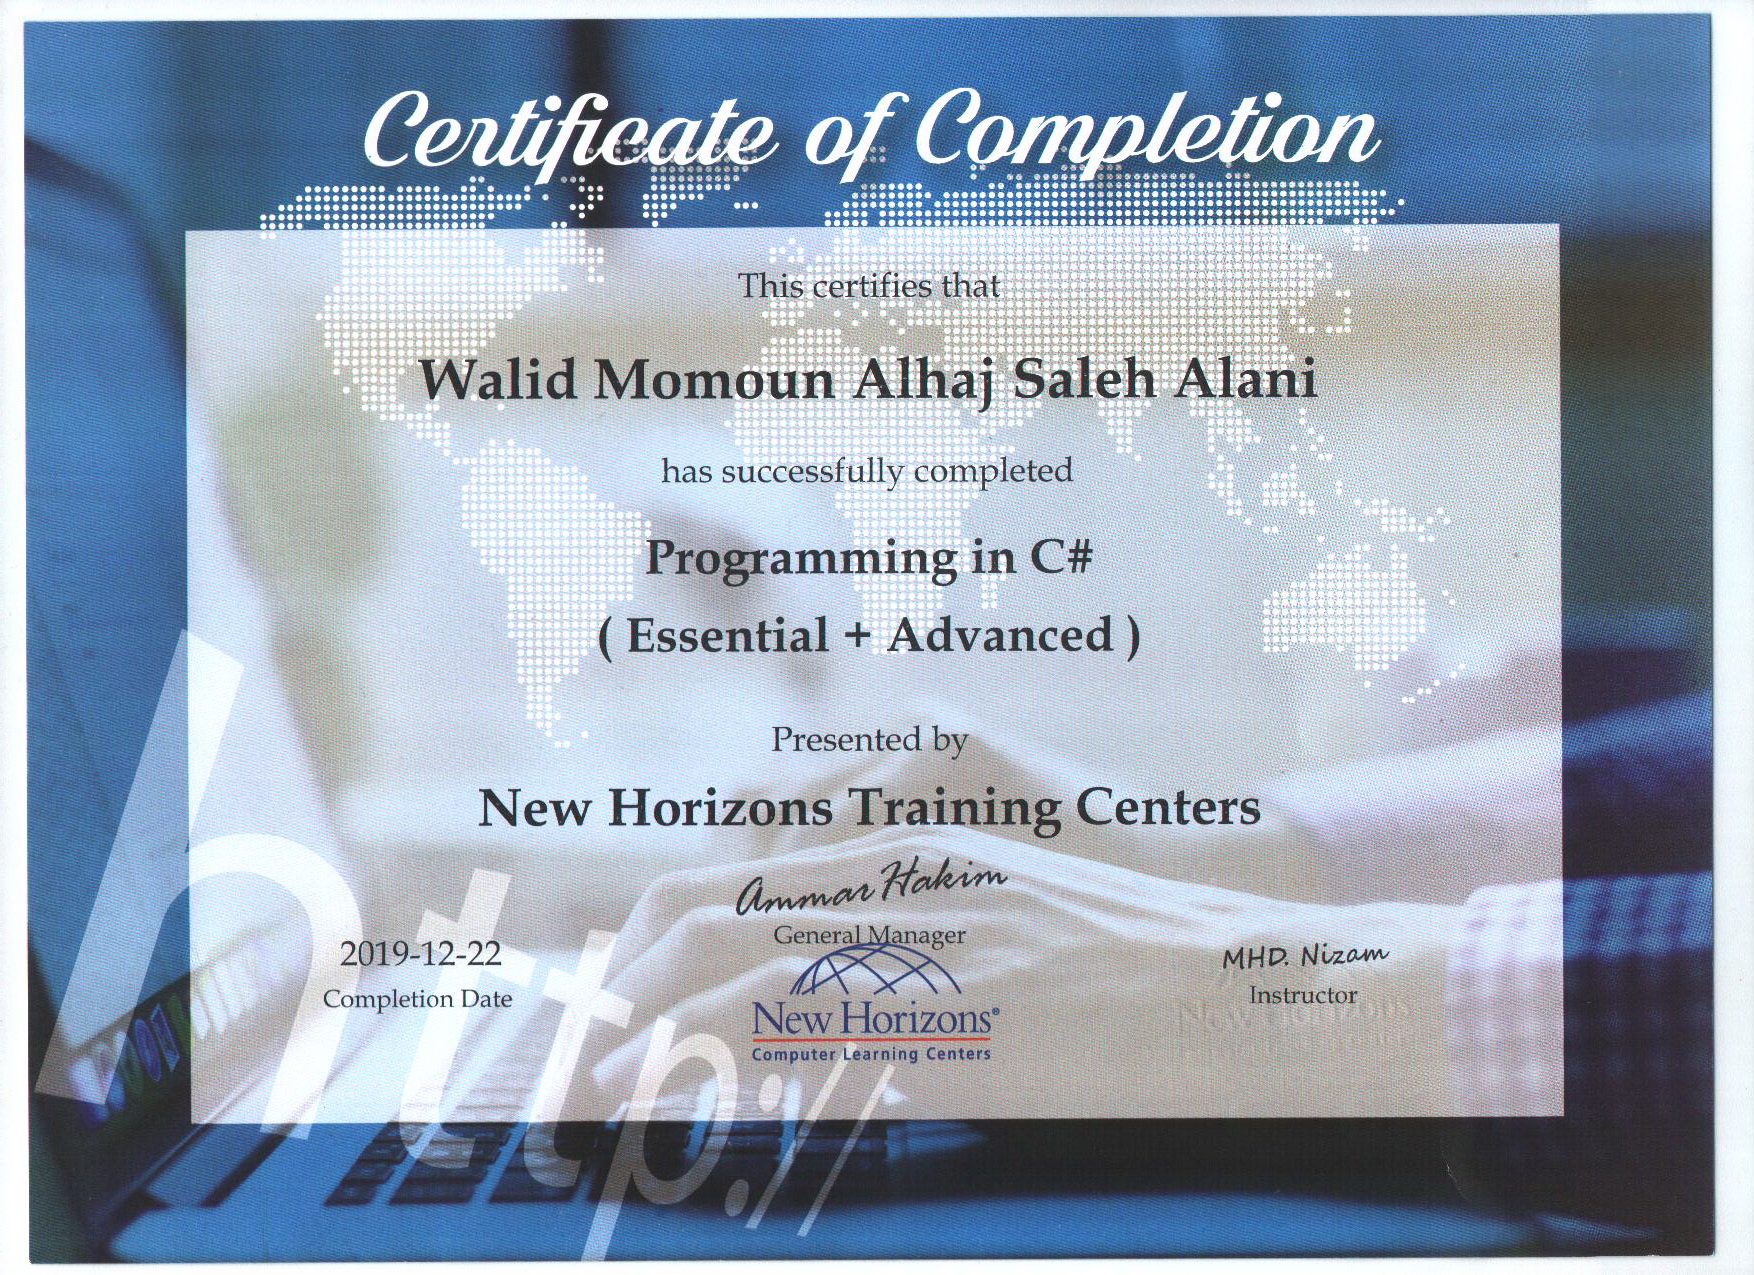 Certificate of Completion
This certifies that
Walid Momoun Alhaj Saleh Alani
has successfully completed
Programming in C#
( Essential + Advanced )
Presented by
New Horizons Training Centers
Ammar Hakim
General Manager
2019-12-22
Completion Date
MHD. Nizam
Instructor
New Horizons®
Computer Learning Centers
New Horizons
http://